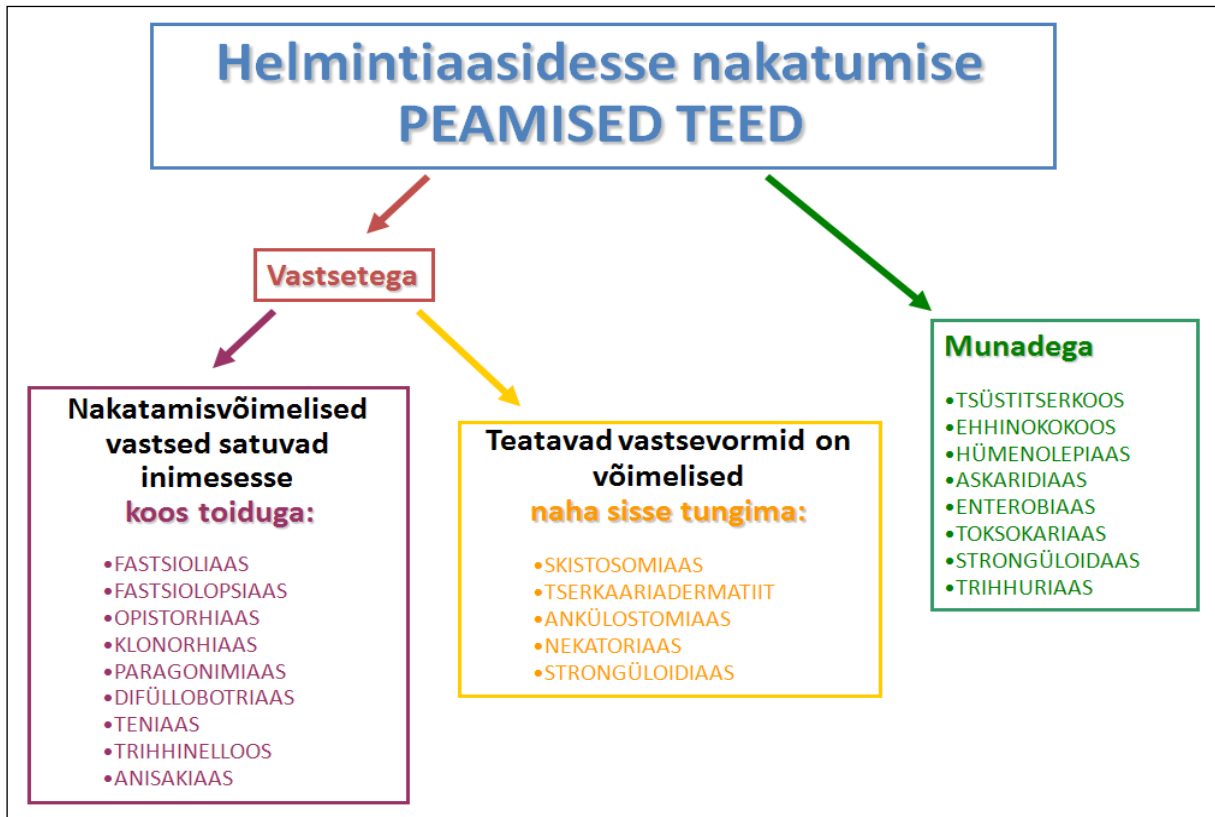 Helmintiaasidesse nakatumise
PEAMISED TEED
Vastsetega
Nakatamisvõimelised
vastsed satuvad
inimesesse
koos toiduga:
•FASTSIOLIAAS
•FASTSIOLOPSIAAS
•OPISTORHIAAS
•KLONORHIAAS
•PARAGONIMIAAS
•DIFÜLLOBOTRIAAS
•TENIAAS
•TRIHHINELLOOS
•ANISAKIAAS
Teatavad vastsevormid on
võimelised
naha sisse tungima:
•SKISTOSOMIAAS
•TSERKAARIADERMATIIT
•ANKÜLOSTOMIAAS
•NEKATORIAAS
•STRONGÜLOIDIAAS
Munadega
•TSÜSTITSERKOOS
•EHHINOKOKOOS
•HÜMENOLEPIAAS
•ASKARIDIAAS
•ENTEROBIAAS
•TOKSOKARIAAS
•STRONGÜLOIDAAS
•TRIHHURIAAS